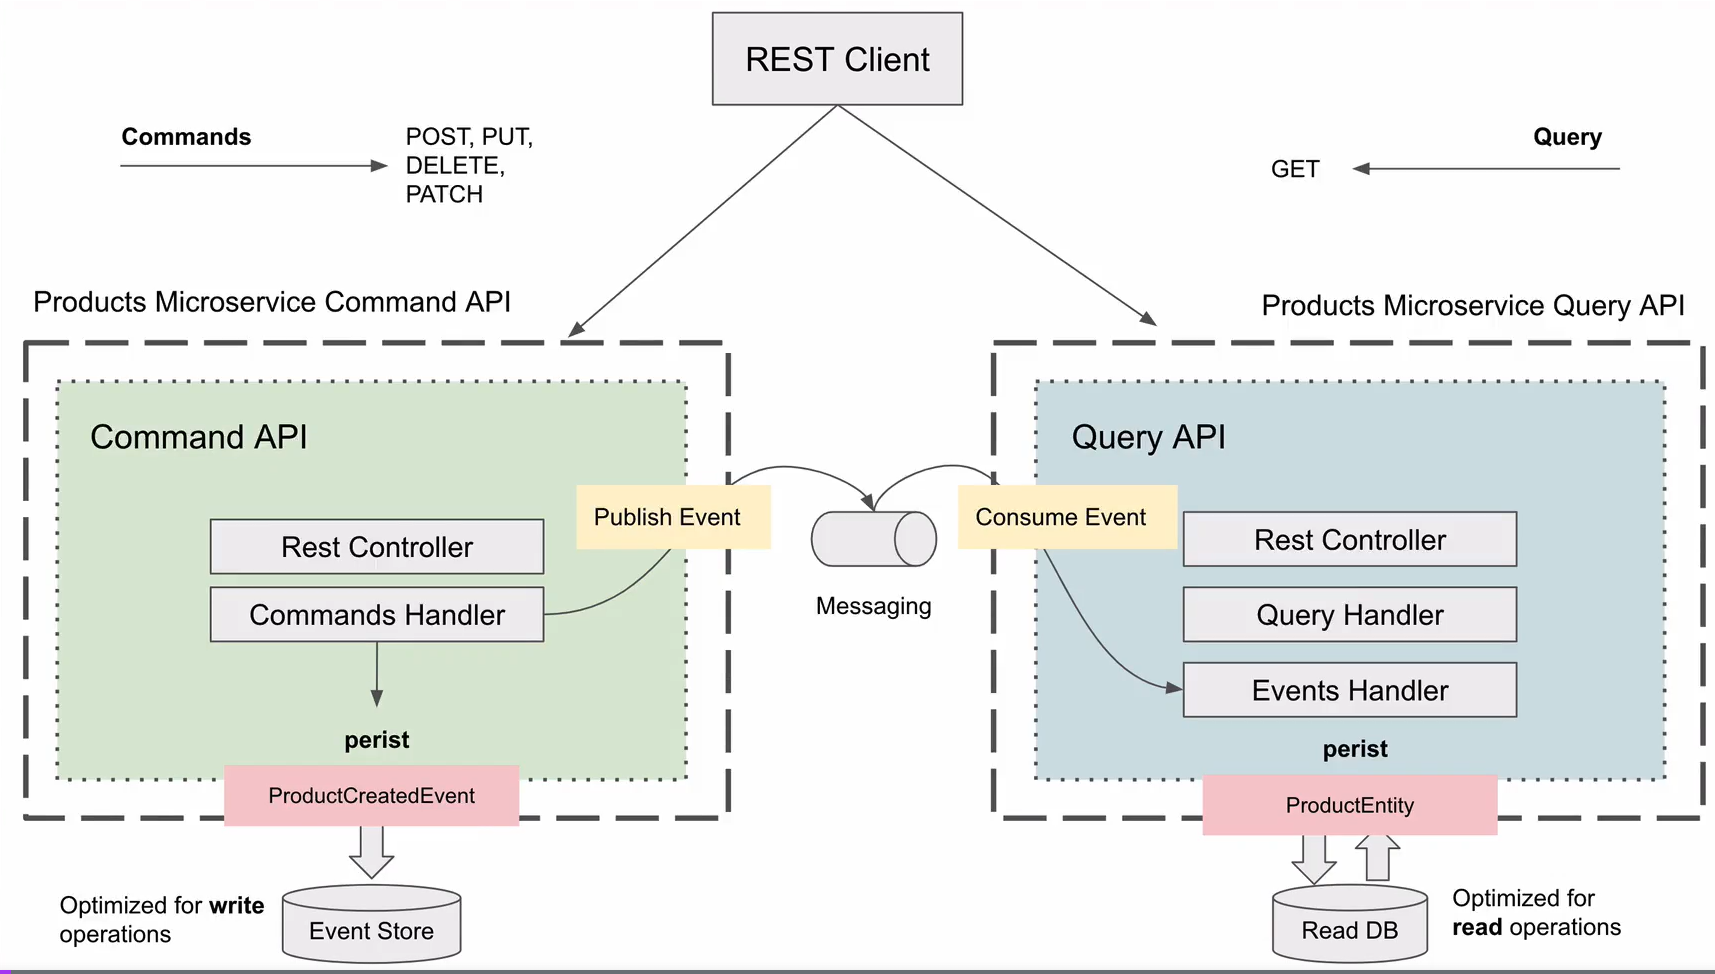 REST Client
Commands
POST, PUT,
DELETE,
PATCH
Query
GET
Products Microservice Command API
Products Microservice Query API
Command API
Query API
Publish Event
Consume Event
Rest Controller
Commands Handler
Messaging
Rest Controller
Query Handler
Events Handler
perist
perist
ProductCreatedEvent
ProductEntity
Optimized for write
operations
Event Store
Read DB
Optimized for
read operations